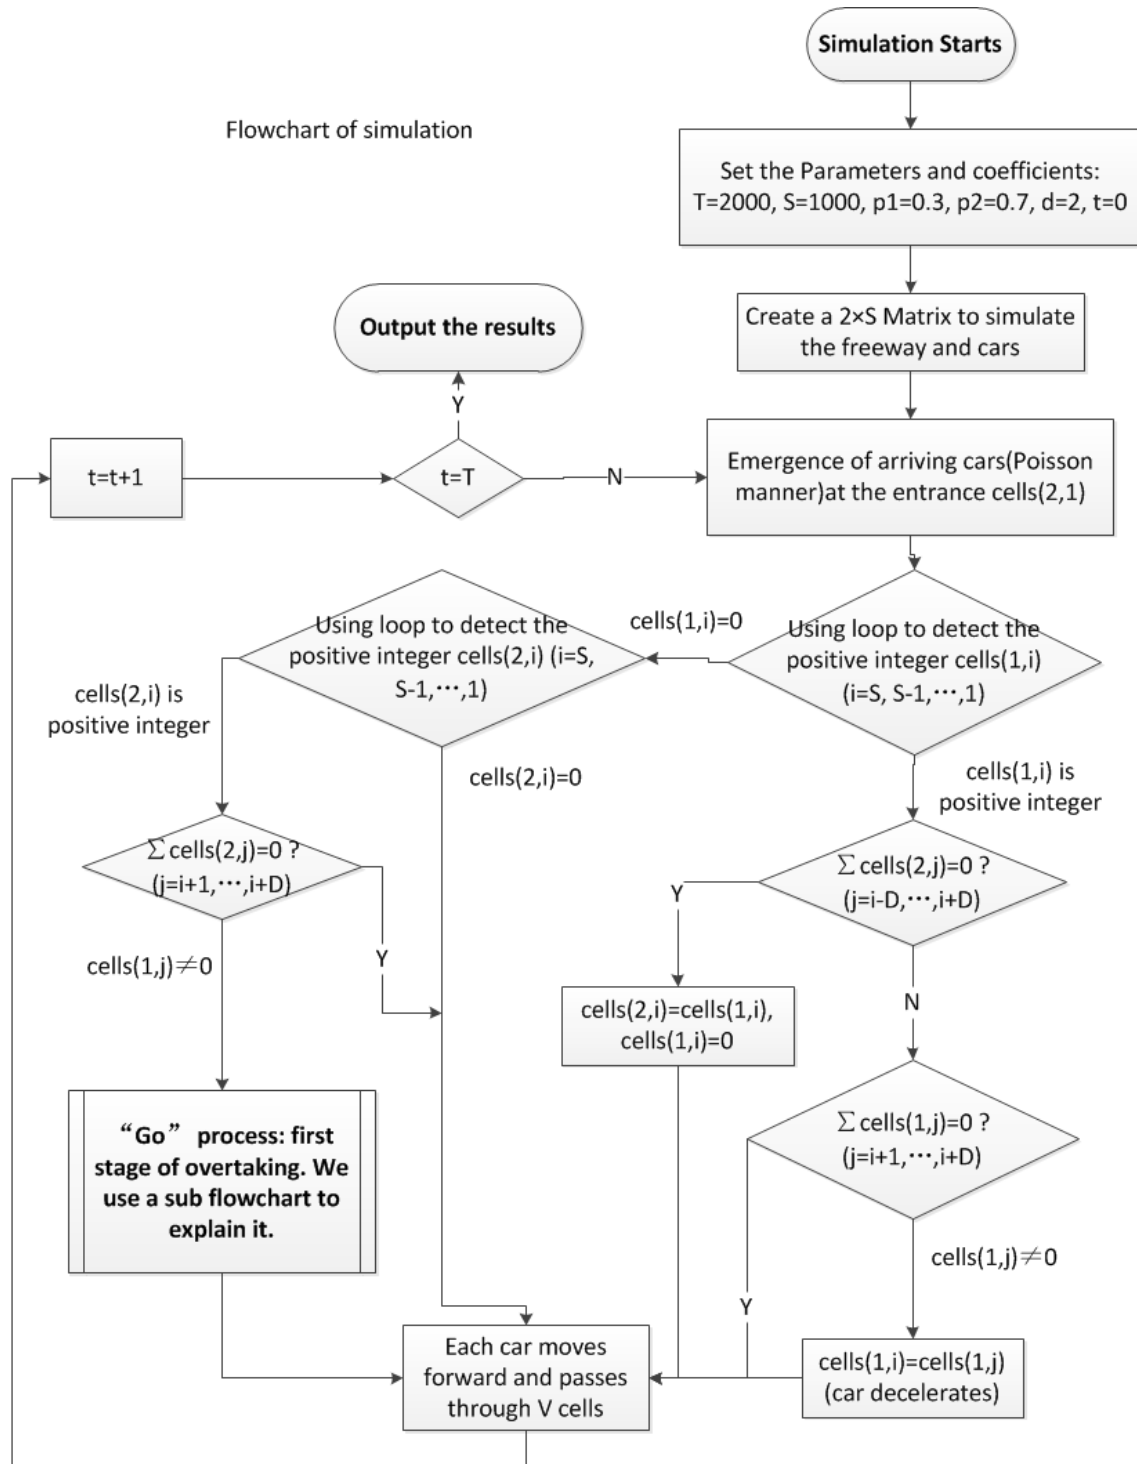 Simulation Starts
Flowchart of simulation
Set the Parameters and coefficients:
T=2000, S=1000, p1=0.3, p2=0.7, d=2, t=0
Create a 2×S Matrix to simulate
the freeway and cars
Output the results
Y
t=t+1
t=T
N
Emergence of arriving cars(Poisson
manner)at the entrance cells(2,1)
Using loop to detect the
positive integer cells(2,i) (i=S,
S-1,⋯,1)
cells(1,i)=0
Using loop to detect the
positive integer cells(1,i)
(i=S, S-1,⋯,1)
cells(2,i) is
positive integer
cells(2,i)=0
cells(1,i) is
positive integer
∑cells(2,j)=0 ?
(j=i+1,⋯,i+D)
∑cells(2,j)=0 ?
(j=i-D,⋯,i+D)
Y
Y
cells(1,j)≠0
N
cells(2,i)=cells(1,i),
cells(1,i)=0
“Go” process: first
stage of overtaking. We
use a sub flowchart to
explain it.
∑cells(1,j)=0 ?
(j=i+1,⋯,i+D)
cells(1,j)≠0
Y
Each car moves
forward and passes
through V cells
cells(1,i)=cells(1,j)
(car decelerates)